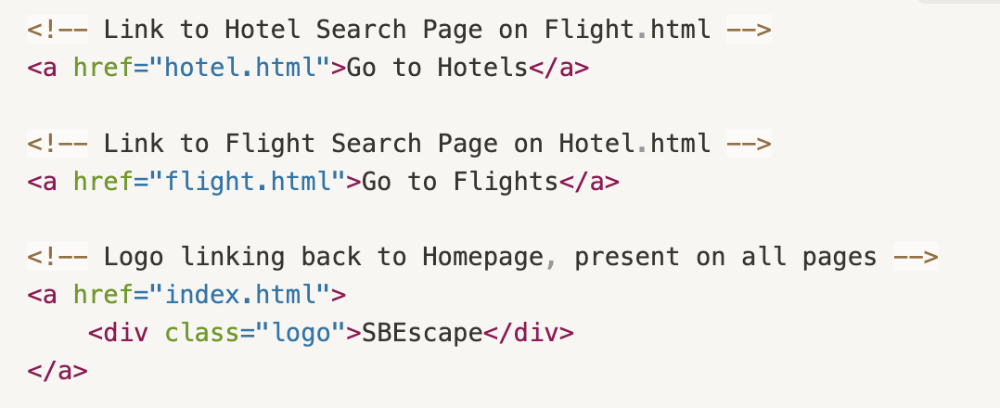 <!-- Link to Hotel Search Page on Flight.html -->
<a href="hotel.html">Go to Hotels</a>
<!-- Link to Flight Search Page on Hotel.html -->
<a href="flight.html">Go to Flights</a>
<!-- Logo linking back to Homepage, present on all pages -->
<a href="index.html">
    <div class="logo">SBEscape</div>
</a>